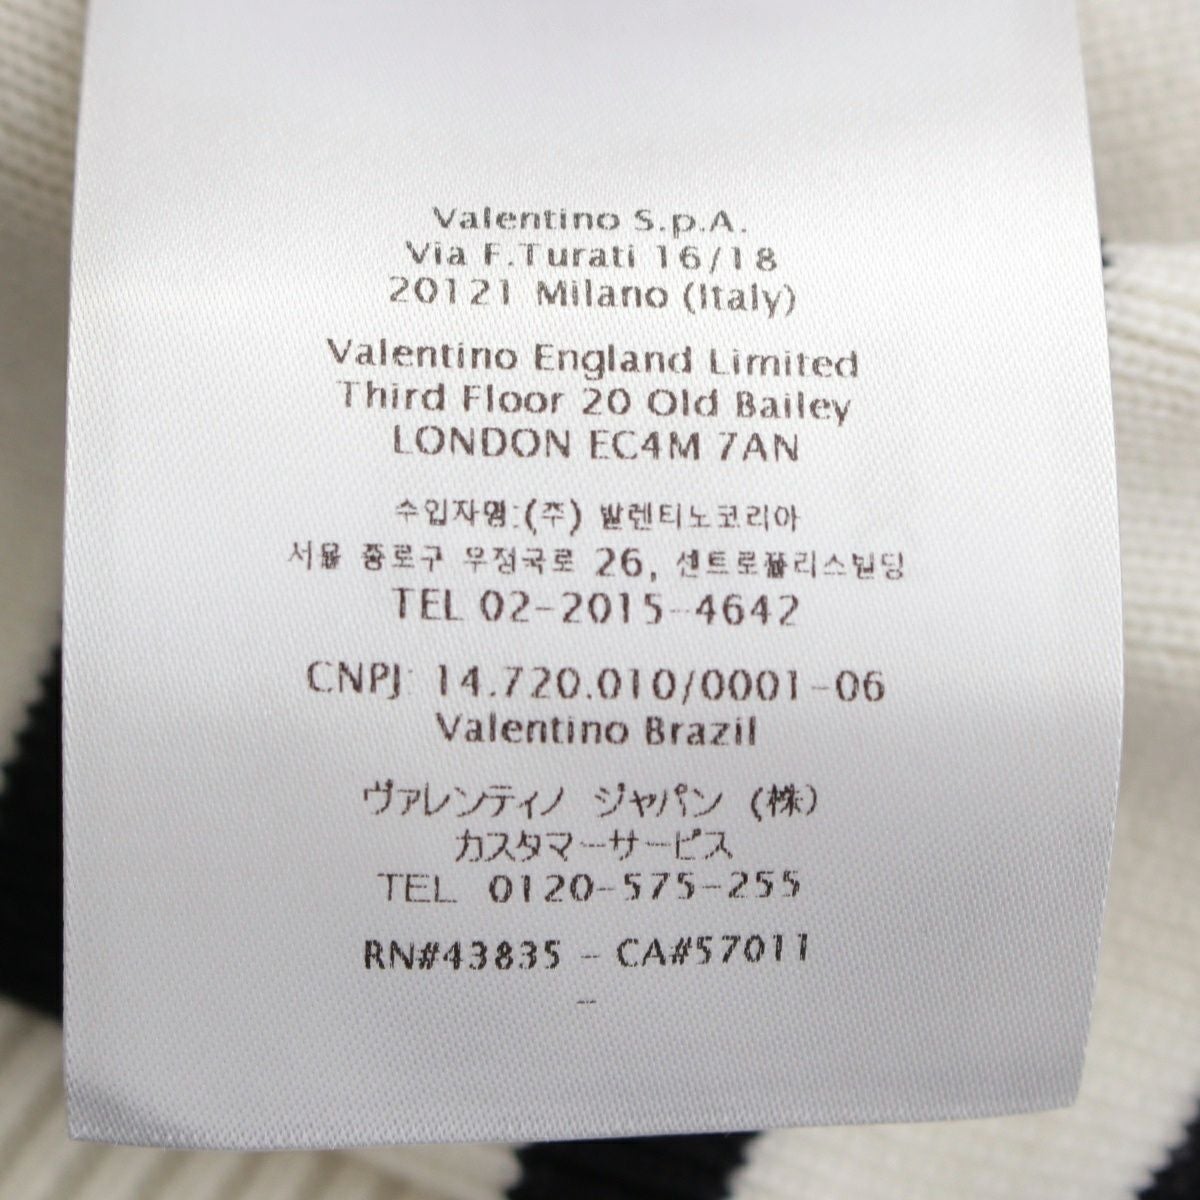 Valentino S.p.A.
Via F.Turati 16/18
20121 Milano (Italy)
Valentino England Limited
Third Floor 20 Old Bailey
LONDON EC4M 7AN
수입자명:(주) 발렌티노코리아
서울 종로구 우정국로 26, 센트로폴리스빌딩
TEL 02-2015-4642
CNPJ: 14.720.010/0001-06
Valentino Brazil
ヴァレンティノ ジャパン (株)
カスタマーサービス
TEL 0120-575-255
RN#43835 - CA#57011
--